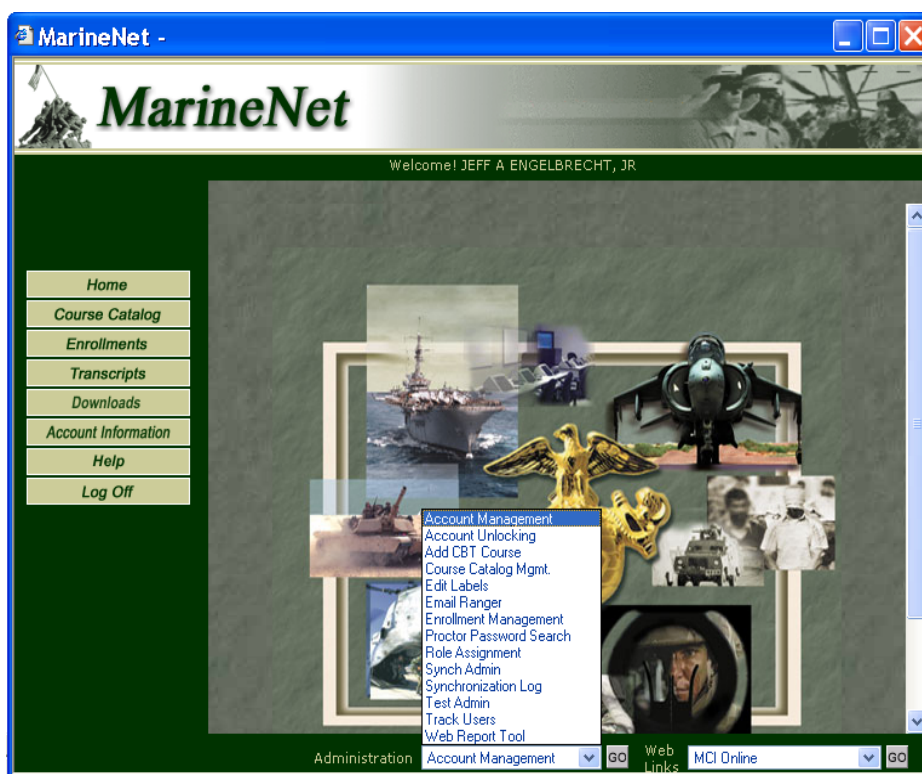 MarineNet -
MarineNet
Welcome! JEFF A ENGELBRECHT, JR
Home
Course Catalog
Enrollments
Transcripts
Downloads
Account Information
Help
Log Off
Account Management
Account Unlocking
Add CBT Course
Course Catalog Mgmt.
Edit Labels
Email Ranger
Enrollment Management
Proctor Password Search
Role Assignment
Synch Admin
Synchronization Log
Test Admin
Track Users
Web Report Tool
Administration Account Management GO Web Links MCI Online GO